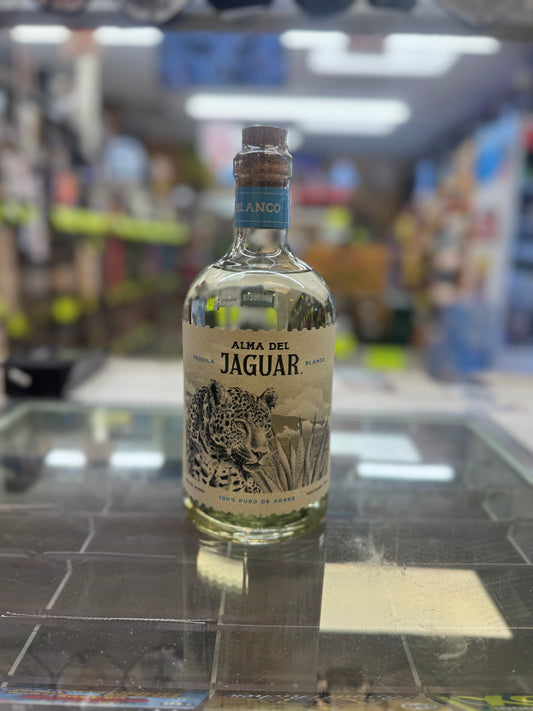 BLANCO
ALMA DEL
TEQUILA JAGUAR BLANCO
100% PURO DE AGAVE